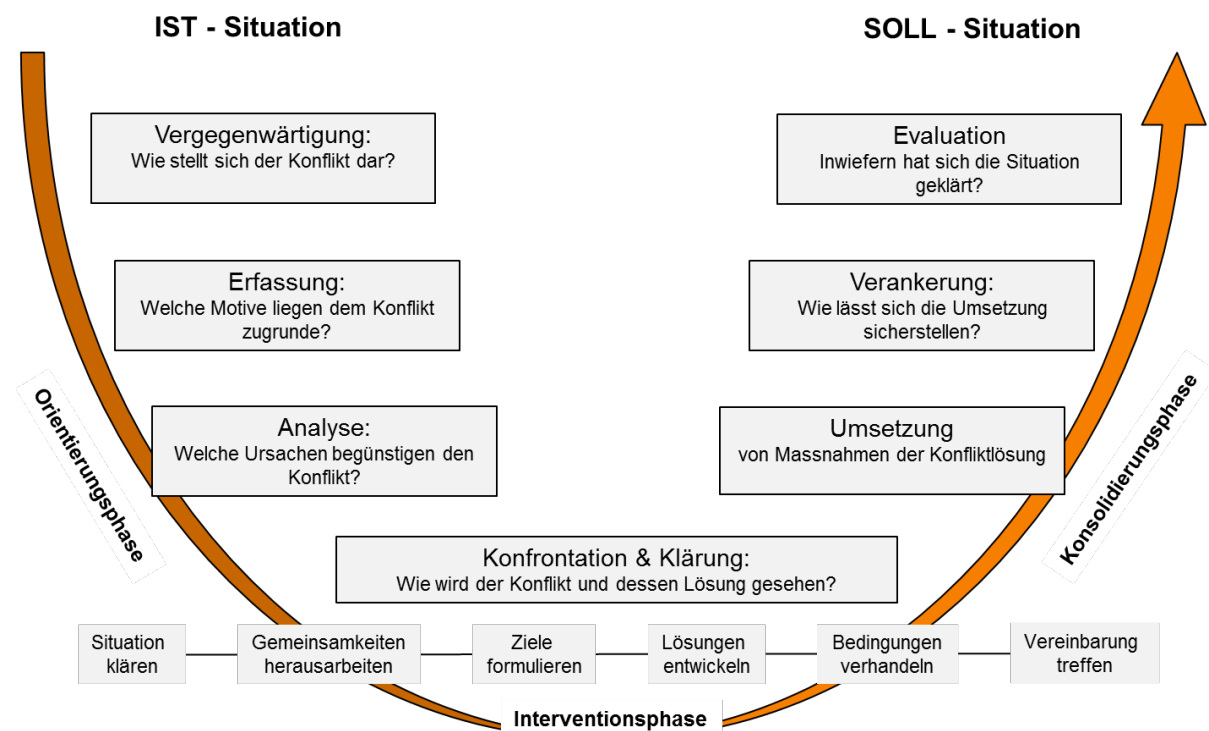 IST - Situation
SOLL - Situation
Vergegenwärtigung:
Wie stellt sich der Konflikt dar?
Evaluation
Inwiefern hat sich die Situation
geklärt?
Erfassung:
Welche Motive liegen dem Konflikt
zugrunde?
Verankerung:
Wie lässt sich die Umsetzung
sicherstellen?
Orientierungsphase
Analyse:
Welche Ursachen begünstigen den
Konflikt?
Umsetzung
von Massnahmen der Konfliktlösung
Konsolidierungsphase
Konfrontation & Klärung:
Wie wird der Konflikt und dessen Lösung gesehen?
Situation
klären
Gemeinsamkeiten
herausarbeiten
Ziele
formulieren
Lösungen
entwickeln
Bedingungen
verhandeln
Vereinbarung
treffen
Interventionsphase